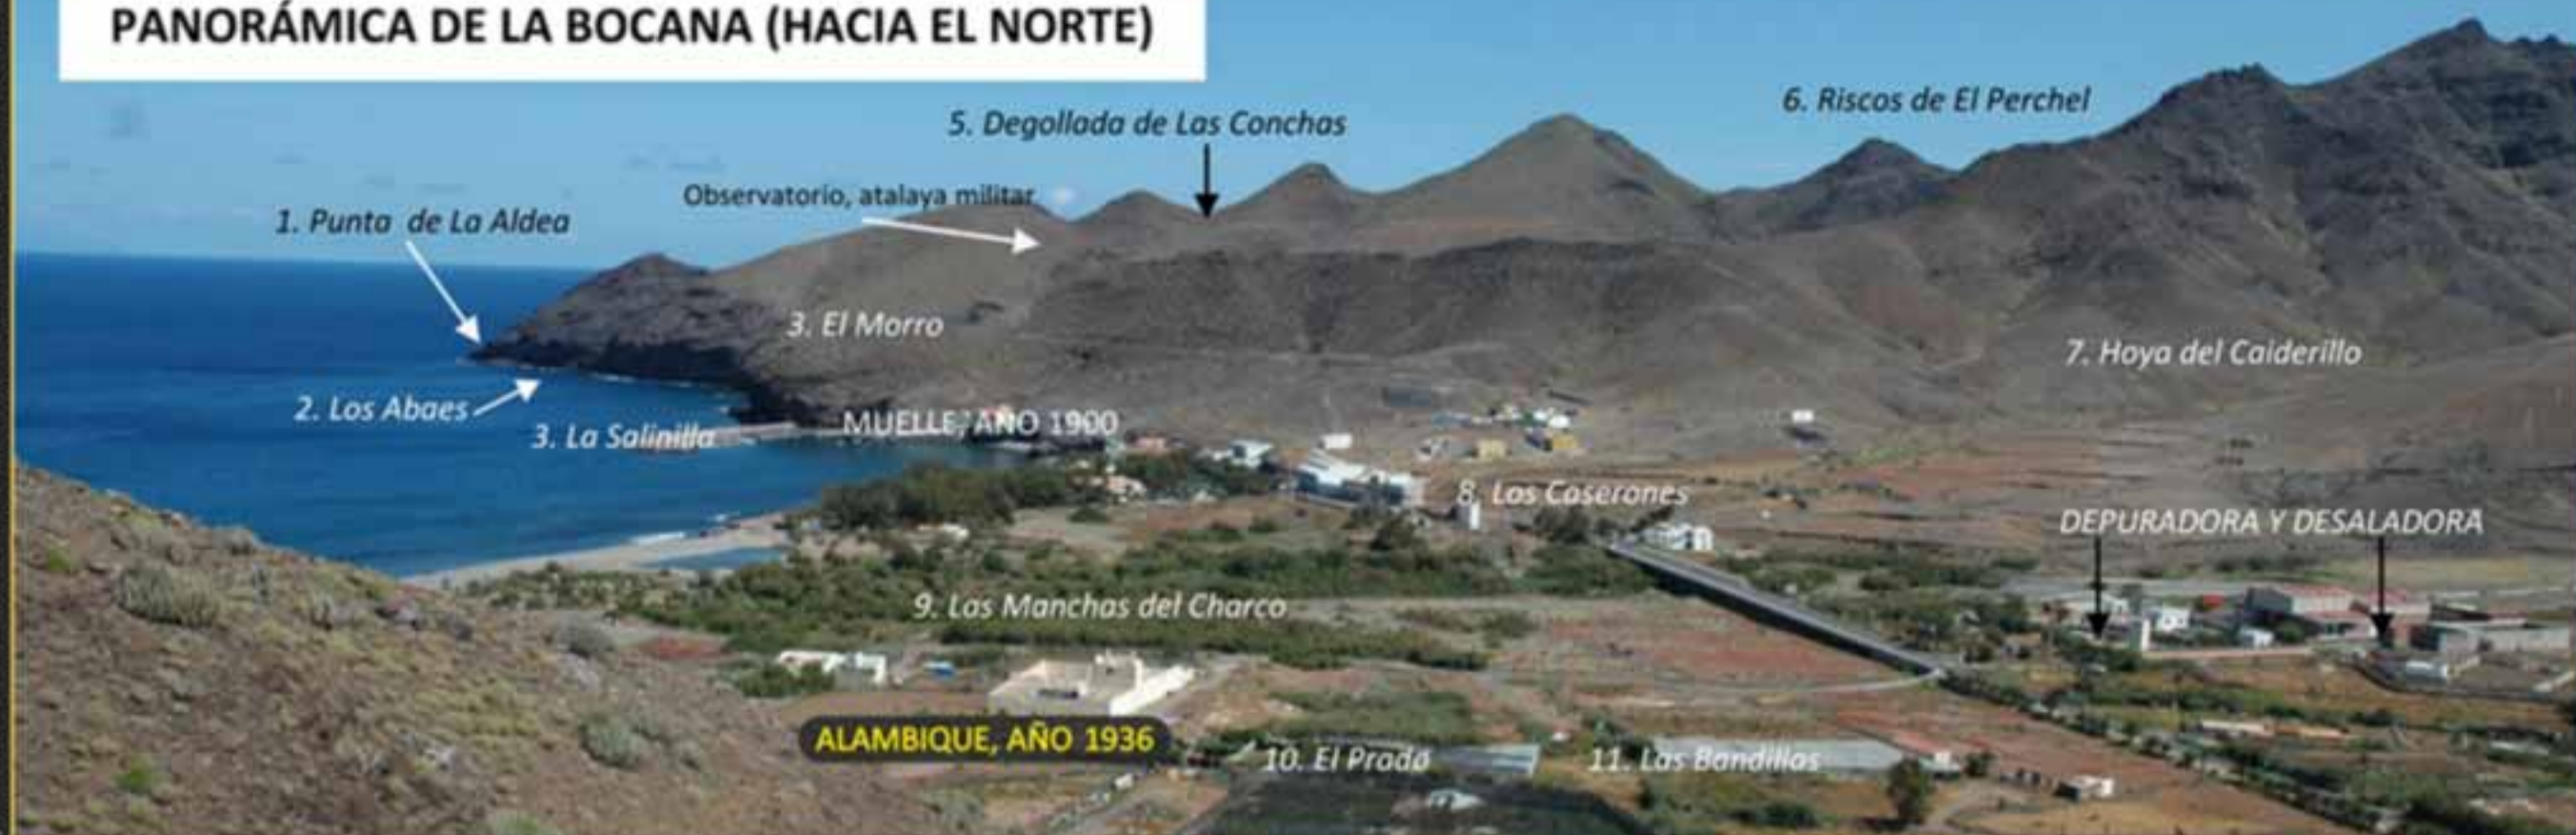 PANORÁMICA DE LA BOCANA (HACIA EL NORTE)
5. Degollada de Las Conchas
6. Riscos de El Perchel
Observatorio, atalaya militar
1. Punta de La Aldea
3. El Morro
7. Hoya del Caiderillo
2. Los Abaes
3. La Salinilla
MUELLE, AÑO 1900
8. Los Caserones
DEPURADORA Y DESALADORA
9. Las Manchas del Charco
ALAMBIQUE, AÑO 1936
10. El Prado
11. Las Bandillas